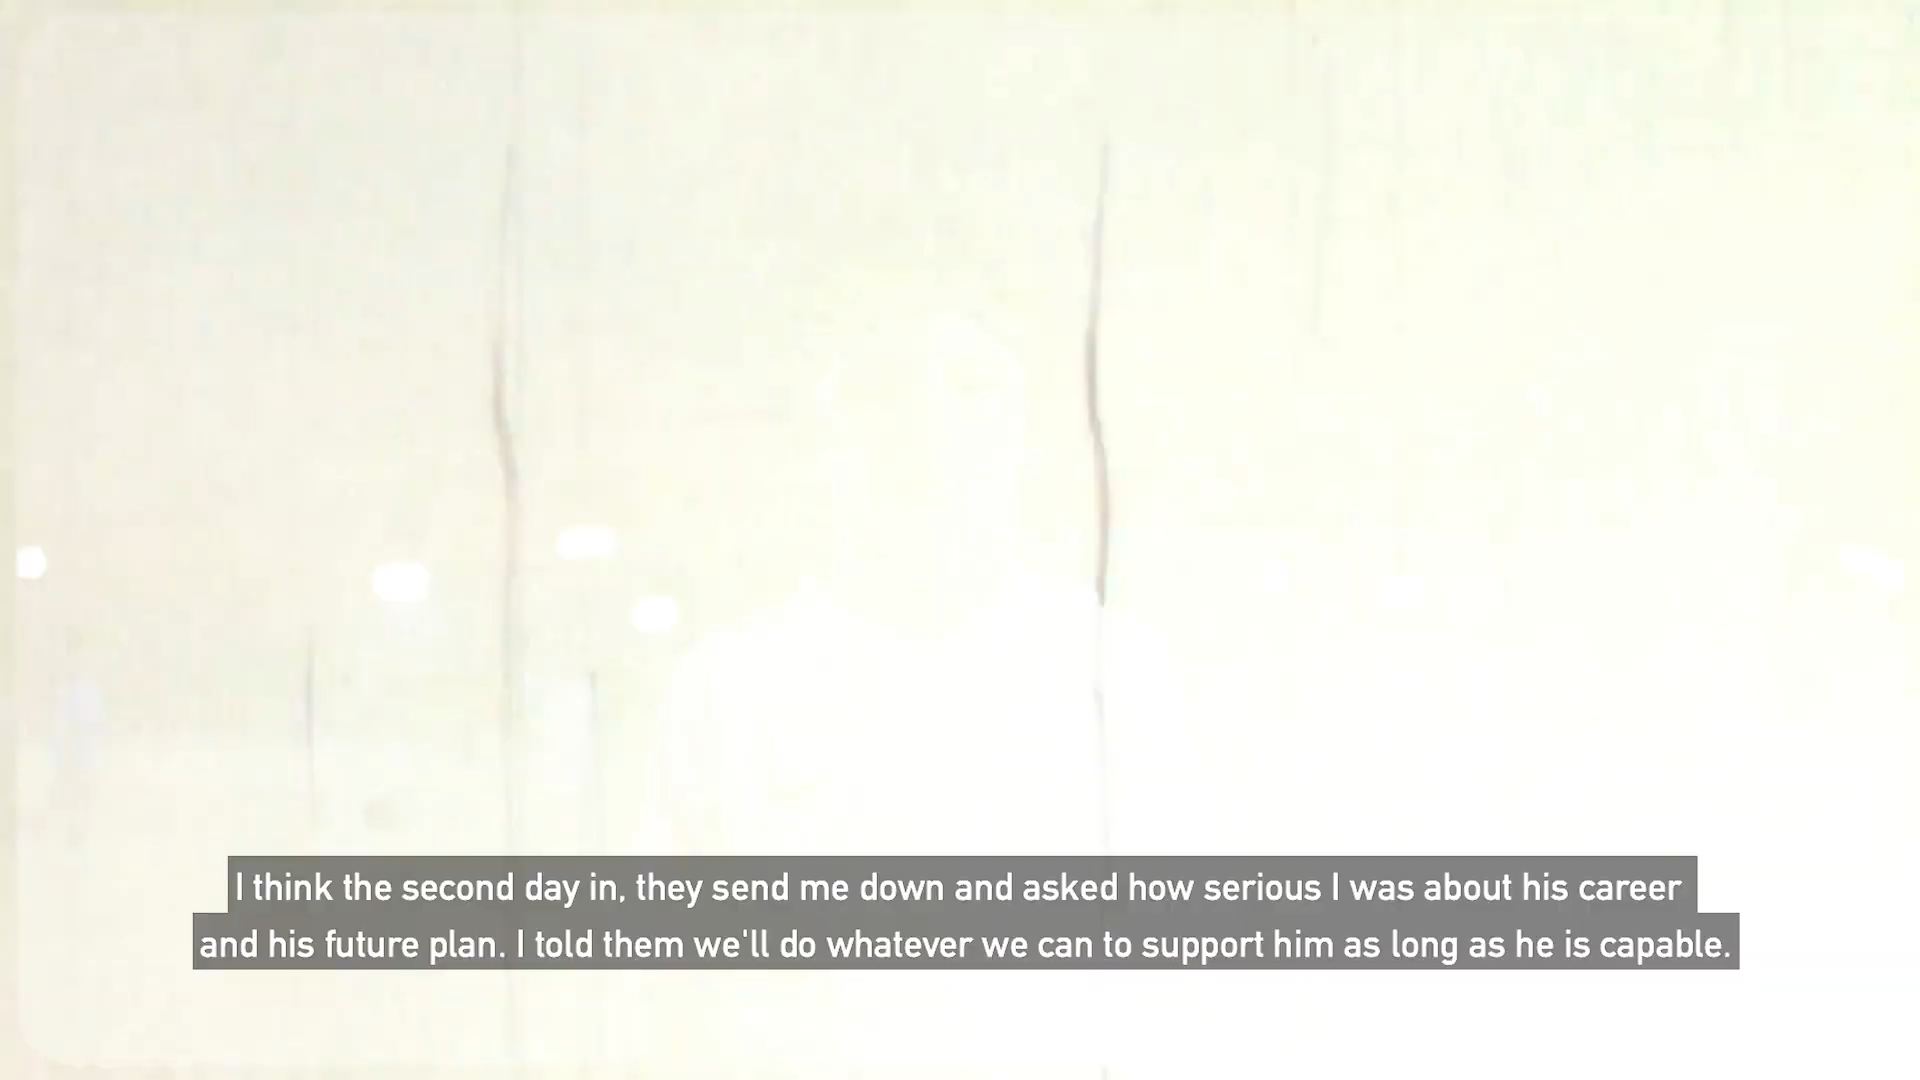 I think the second day in, they send me down and asked how serious I was about his career
and his future plan. I told them we'll do whatever we can to support him as long as he is capable.